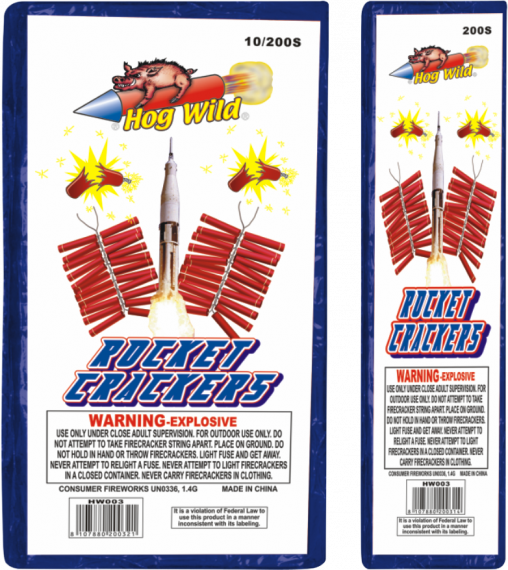 10/200S
Hog Wild
ROCKET
CRACKERS
WARNING-EXPLOSIVE
USE ONLY UNDER CLOSE ADULT SUPERVISION. FOR OUTDOOR USE ONLY. DO
NOT ATTEMPT TO TAKE FIRECRACKER STRING APART. PLACE ON GROUND. DO
NOT HOLD IN HAND OR THROW FIRECRACKERS. LIGHT FUSE AND GET AWAY.
NEVER ATTEMPT TO RELIGHT A FUSE. NEVER ATTEMPT TO LIGHT FIRECRACKERS
IN A CLOSED CONTAINER. NEVER CARRY FIRECRACKERS IN CLOTHING.
CONSUMER FIREWORKS UN0336, 1.4G MADE IN CHINA
HW003
8 10780 200321
It is a violation of Federal Law to
use this product in a manner
inconsistent with its labeling.
200S
Hog Wild
ROCKET
CRACKERS
WARNING-EXPLOSIVE
USE ONLY UNDER CLOSE ADULT SUPERVISION. FOR
OUTDOOR USE ONLY. DO NOT ATTEMPT TO TAKE
FIRECRACKER STRING APART. PLACE ON GROUND.
DO NOT HOLD IN HAND OR THROW FIRECRACKERS.
LIGHT FUSE AND GET AWAY. NEVER ATTEMPT TO
RELIGHT A FUSE. NEVER ATTEMPT TO LIGHT
FIRECRACKERS IN A CLOSED CONTAINER. NEVER
CARRY FIRECRACKERS IN CLOTHING.
CONSUMER FIREWORKS UN0336, 1.4G MADE IN CHINA
HW003
8 10780 200314
It is a violation of Federal Law to
use this product in a manner
inconsistent with its labeling.